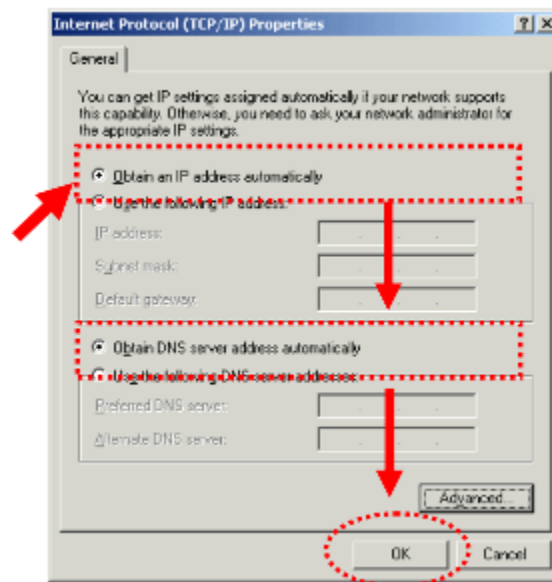 Internet Protocol (TCP/IP) Properties
General
You can get IP settings assigned automatically if your network supports
this capability. Otherwise, you need to ask your network administrator for
the appropriate IP settings.
Obtain an IP address automatically
Use the following IP address:
IP address:
Subnet mask:
Default gateway:
Obtain DNS server address automatically
Use the following DNS server addresses:
Preferred DNS server:
Alternate DNS server:
Advanced...
OK Cancel